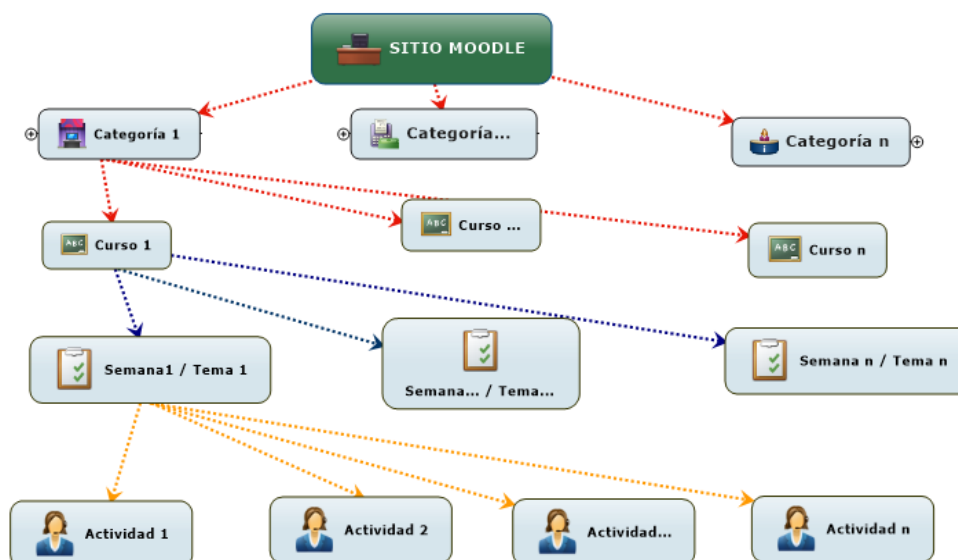 SITIO MOODLE
Categoría 1
Categoría...
Categoría n
Curso 1
Curso ...
Curso n
Semana1 / Tema 1
Semana... / Tema...
Semana n / Tema n
Actividad 1
Actividad 2
Actividad...
Actividad n